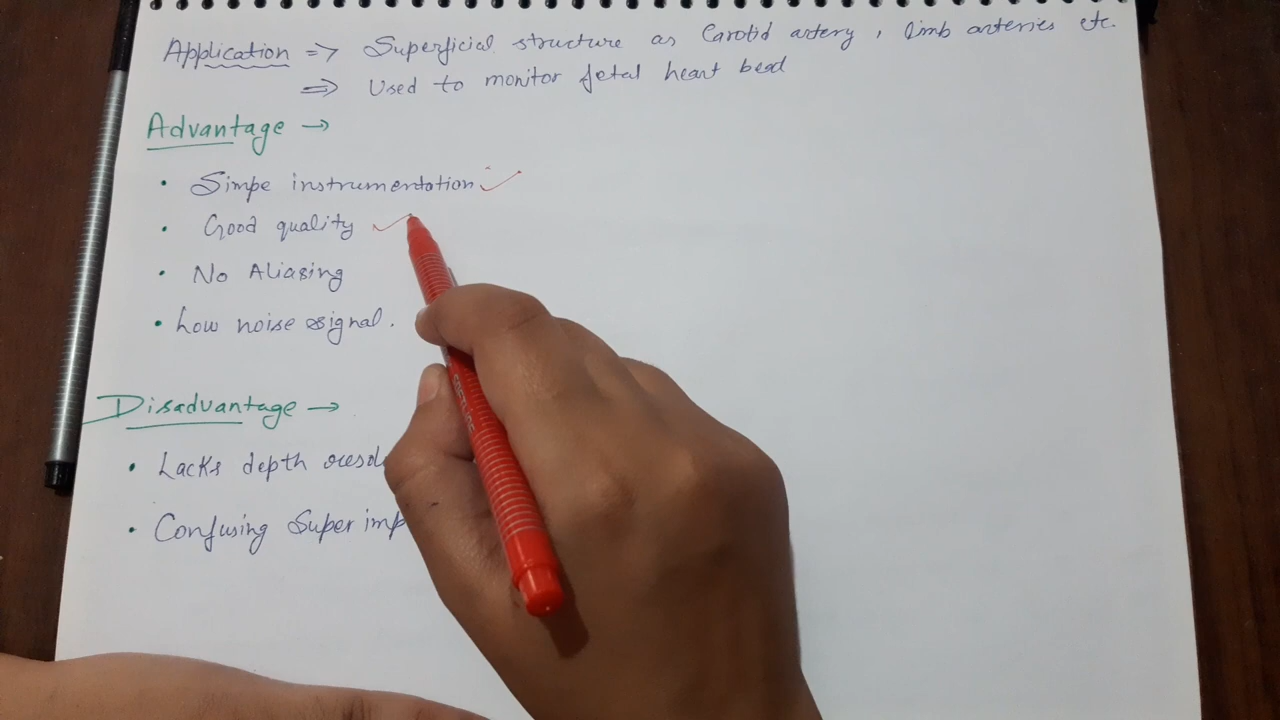 Application => Superficial structure as Carotid artery, limb arteries etc.
=> Used to monitor fetal heart bead
Advantage →
• Simpe instrumentation ✓
• Good quality ✓
• No Aliasing
• Low noise signal.
Disadvantage →
• Lacks depth
• Confusing Super imp